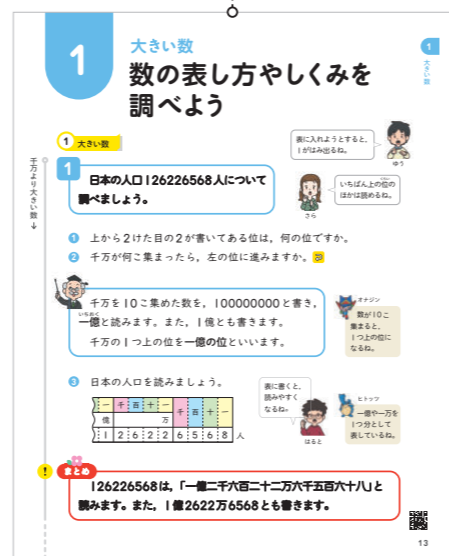 1
大きい数
数の表し方やしくみを
調べよう
1
大きい数
1 大きい数
表に入れようとすると、
1がはみ出るね。
ゆう
千万より大きい数
1
日本の人口126226568人について
調べましょう。
いちばん上の位の
ほかは読めるね。
さら
1 上から2けた目の2が書いてある位は,何の位ですか。
2 千万が何こ集まったら,左の位に進みますか。
千万を10こ集めた数を,100000000と書き,
いちおく
一億と読みます。また,1億とも書きます。
千万の1つ上の位を一億の位といいます。
オナジン
数が10こ
集まると,
1つ上の位に
なるね。
3 日本の人口を読みましょう。
一 千 百 十 一 千 百 十 一
億 万
1 2 6 2 2 6 5 6 8 人
表に書くと,
読みやすく
なるね。
はると
ヒトッツ
一億や一万を
1つ分として
表しているね。
! まとめ
126226568は,「一億二千六百二十二万六千五百六十八」と
読みます。また,1億2622万6568とも書きます。
13